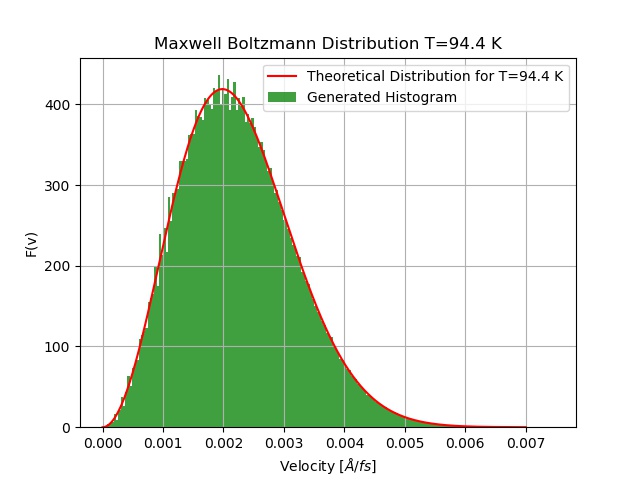 Maxwell Boltzmann Distribution T=94.4 K
Theoretical Distribution for T=94.4 K
Generated Histogram
F(v)
400
300
200
100
0
0.000 0.001 0.002 0.003 0.004 0.005 0.006 0.007
Velocity [Å/fs]